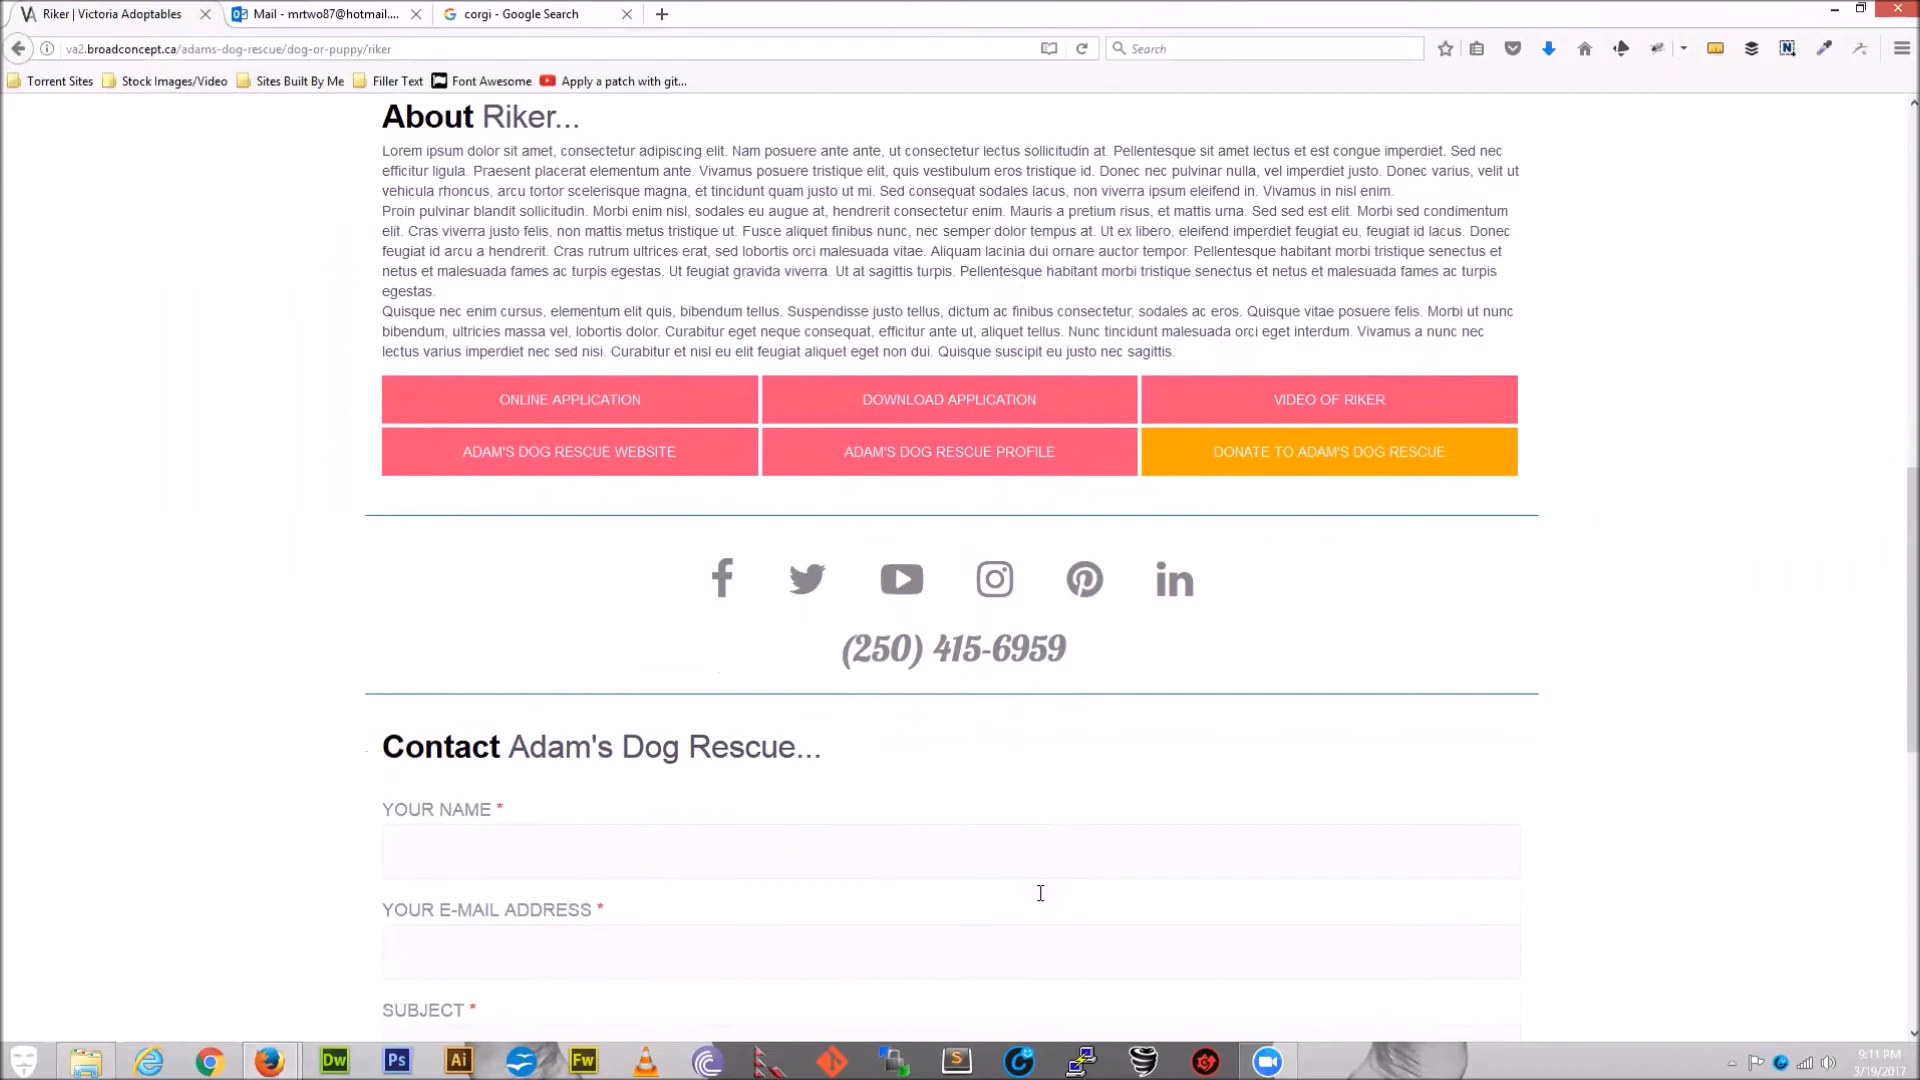 Riker | Victoria Adoptables
Mail - mrtwo87@hotmail....
corgi - Google Search
va2.broadconcept.ca/adams-dog-rescue/dog-or-puppy/riker
Search
Torrent Sites
Stock Images/Video
Sites Built By Me
Filler Text
Font Awesome
Apply a patch with git...
About Riker...
Lorem ipsum dolor sit amet, consectetur adipiscing elit. Nam posuere ante ante, ut consectetur lectus sollicitudin at. Pellentesque sit amet lectus et est congue imperdiet. Sed nec
efficitur ligula. Praesent placerat elementum ante. Vivamus posuere tristique elit, quis vestibulum eros tristique id. Donec nec pulvinar nulla, vel imperdiet justo. Donec varius, velit ut
vehicula rhoncus, arcu tortor scelerisque magna, et tincidunt quam justo ut mi. Sed consequat sodales lacus, non viverra ipsum eleifend in. Vivamus in nisl enim.
Proin pulvinar blandit sollicitudin. Morbi enim nisl, sodales eu augue at, hendrerit consectetur enim. Mauris a pretium risus, et mattis urna. Sed sed est elit. Morbi sed condimentum
elit. Cras viverra justo felis, non mattis metus tristique ut. Fusce aliquet finibus nunc, nec semper dolor tempus at. Ut ex libero, eleifend imperdiet feugiat eu, feugiat id lacus. Donec
feugiat id arcu a hendrerit. Cras rutrum ultrices erat, sed lobortis orci malesuada vitae. Aliquam lacinia dui ornare auctor tempor. Pellentesque habitant morbi tristique senectus et
netus et malesuada fames ac turpis egestas. Ut feugiat gravida viverra. Ut at sagittis turpis. Pellentesque habitant morbi tristique senectus et netus et malesuada fames ac turpis
egestas.
Quisque nec enim cursus, elementum elit quis, bibendum tellus. Suspendisse justo tellus, dictum ac finibus consectetur, sodales ac eros. Quisque vitae posuere felis. Morbi ut nunc
bibendum, ultricies massa vel, lobortis dolor. Curabitur eget neque consequat, efficitur ante ut, aliquet tellus. Nunc tincidunt malesuada orci eget interdum. Vivamus a nunc nec
lectus varius imperdiet nec sed nisi. Curabitur et nisl eu elit feugiat aliquet eget non dui. Quisque suscipit eu justo nec sagittis.
ONLINE APPLICATION
DOWNLOAD APPLICATION
VIDEO OF RIKER
ADAM'S DOG RESCUE WEBSITE
ADAM'S DOG RESCUE PROFILE
DONATE TO ADAM'S DOG RESCUE
(250) 415-6959
Contact Adam's Dog Rescue...
YOUR NAME *
YOUR E-MAIL ADDRESS *
SUBJECT *
Dw
Ps
Ai
Fw
S
9:11 PM
3/19/2017